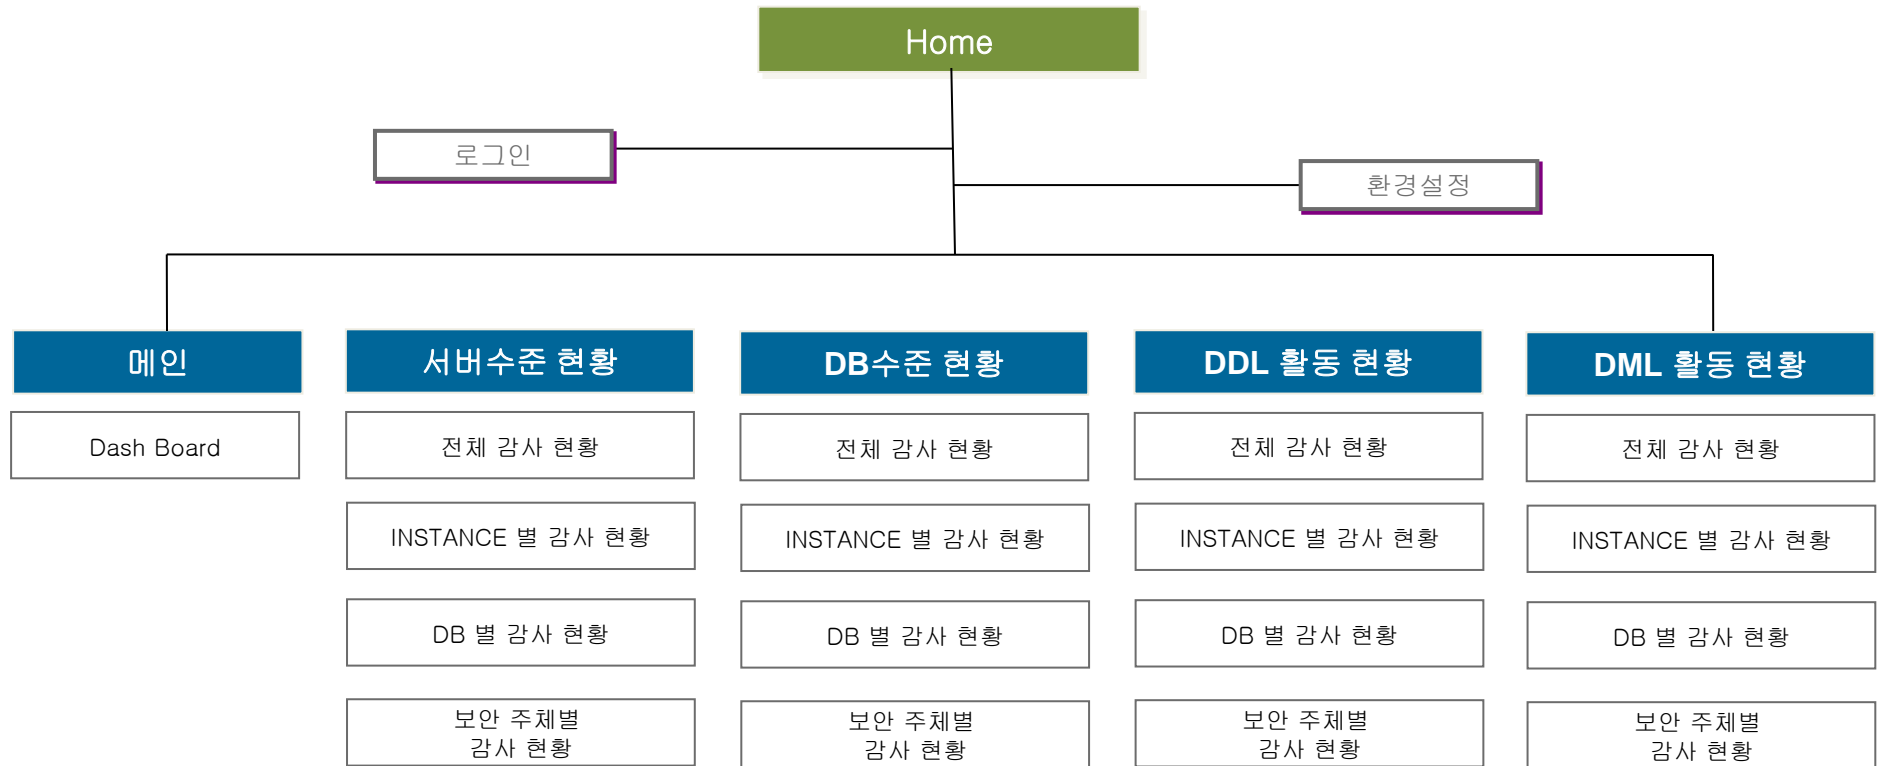 Home
로그인
환경설정
메인
서버수준 현황
DB수준 현황
DDL 활동 현황
DML 활동 현황
Dash Board
전체 감사 현황
전체 감사 현황
전체 감사 현황
전체 감사 현황
INSTANCE 별 감사 현황
INSTANCE 별 감사 현황
INSTANCE 별 감사 현황
INSTANCE 별 감사 현황
DB 별 감사 현황
DB 별 감사 현황
DB 별 감사 현황
DB 별 감사 현황
보안 주체별
감사 현황
보안 주체별
감사 현황
보안 주체별
감사 현황
보안 주체별
감사 현황